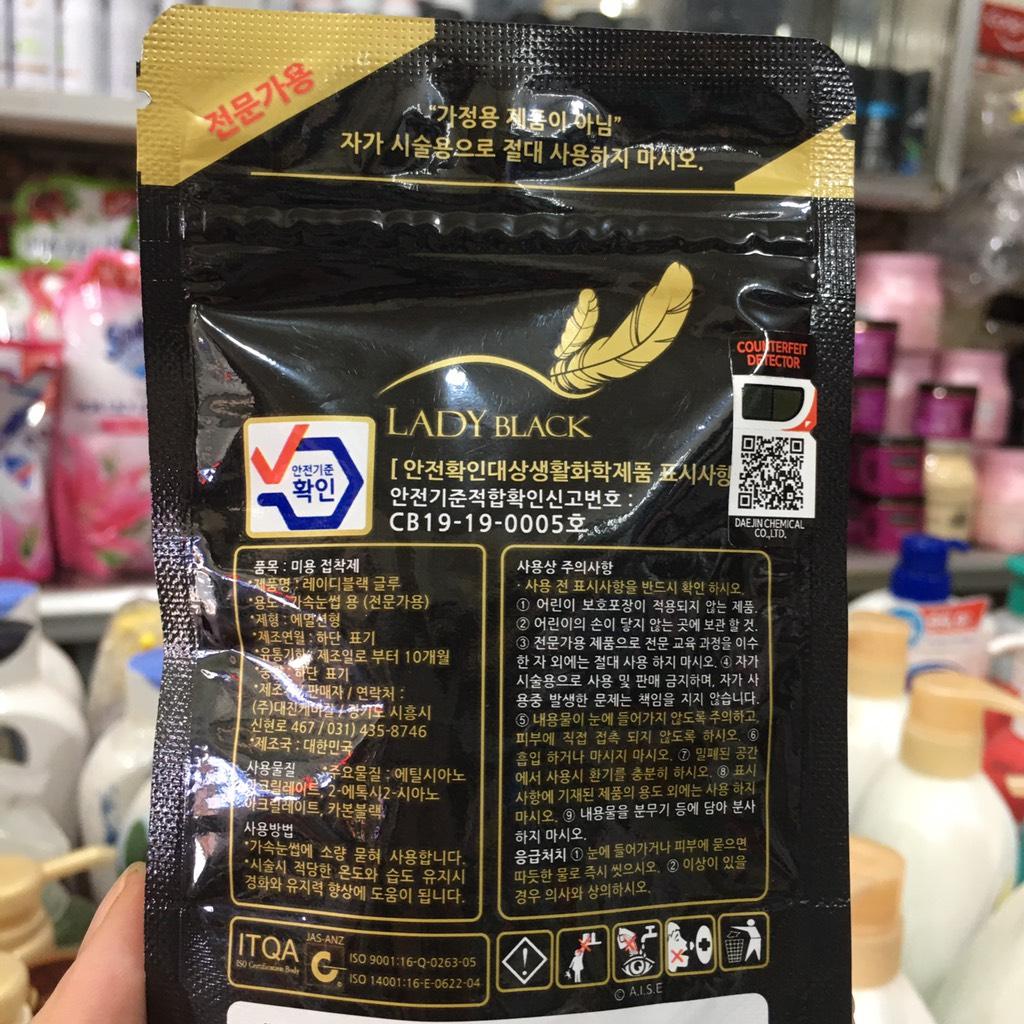 전문가용
"가정용 제품이 아님"
자가 시술용으로 절대 사용하지 마시오.
COUNTERFEIT
DETECTOR
LADY BLACK
안전기준
확인
[ 안전확인대상생활화학제품 표시사항
안전기준적합확인신고번호 :
CB19-19-0005호
DAEJIN CHEMICAL
CO.,LTD.
품목 : 미용 접착제
*제품명 : 레이디블랙 글루
*용도 : 가속눈썹 용 (전문가용)
*제형 : 에멀션형
*제조연월 : 하단 표기
*유통기한 : 제조일로 부터 10개월
하단 표기
*제조자 / 판매자 / 연락처 :
(주)대진케미칼 / 경기도 시흥시
신현로 467 / 031) 435-8746
*제조국 : 대한민국
사용물질 *주요물질 : 에틸시아노
아크릴레이트, 2-에톡시2-시아노
아크릴레이트, 카본블랙
사용방법
*가속눈썹에 소량 묻혀 사용합니다.
*시술시 적당한 온도와 습도 유지시
경화와 유지력 향상에 도움이 됩니다.
사용상 주의사항
· 사용 전 표시사항을 반드시 확인 하시오.
① 어린이 보호포장이 적용되지 않는 제품.
② 어린이의 손이 닿지 않는 곳에 보관 할 것.
③ 전문가용 제품으로 전문 교육 과정을 이수
한 자 외에는 절대 사용 하지 마시오. ④ 자가
시술용으로 사용 및 판매 금지하며, 자가 사
용중 발생한 문제는 책임을 지지 않습니다.
⑤ 내용물이 눈에 들어가지 않도록 주의하고,
피부에 직접 접촉 되지 않도록 하시오. ⑥
흡입 하거나 마시지 마시오. ⑦ 밀폐된 공간
에서 사용시 환기를 충분히 하시오. ⑧ 표시
사항에 기재된 제품의 용도 외에는 사용 하지
마시오. ⑨ 내용물을 분무기 등에 담아 분사
하지 마시오.
응급처치 ① 눈에 들어가거나 피부에 묻으면
따듯한 물로 즉시 씻으시오. ② 이상이 있을
경우 의사와 상의하시오.
ITQA
ISO Certification Body
JAS-ANZ
ISO 9001:16-Q-0263-05
ISO 14001:16-E-0622-04
© A.I.S.E